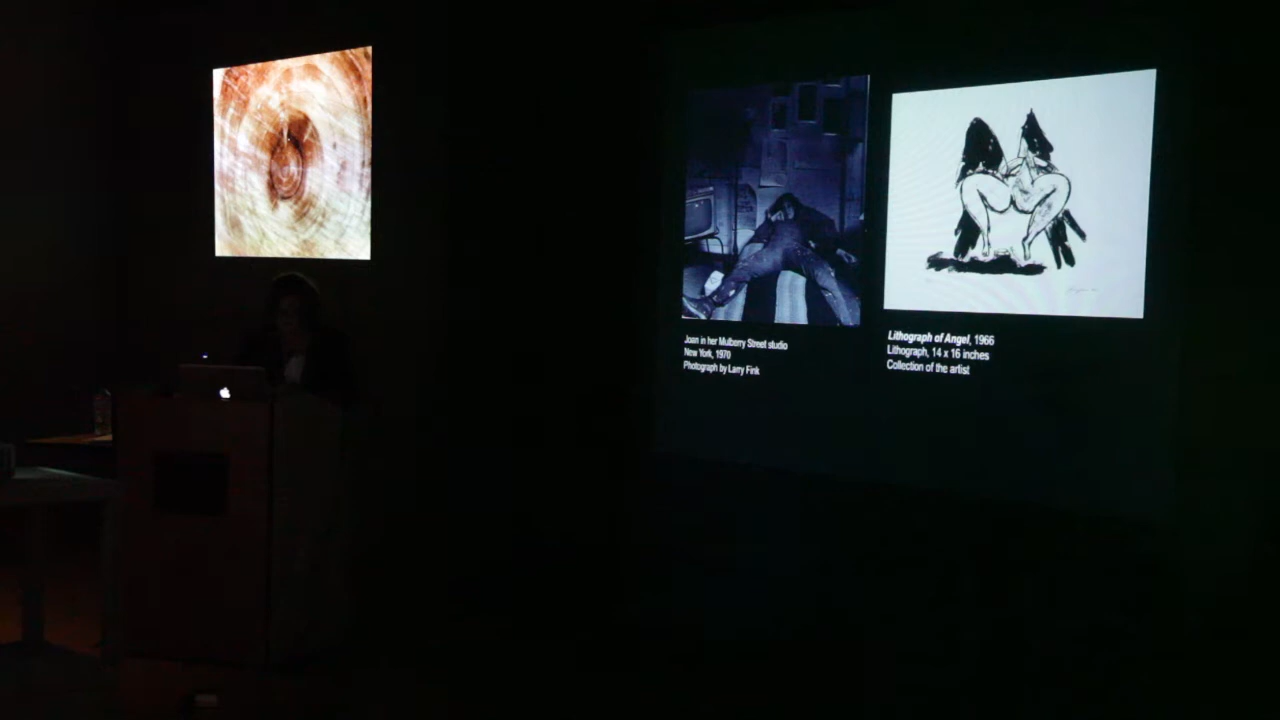 Joan in her Mulberry Street studio
New York, 1970
Photograph by Larry Fink
Lithograph of Angel, 1966
Lithograph, 14 x 16 inches
Collection of the artist